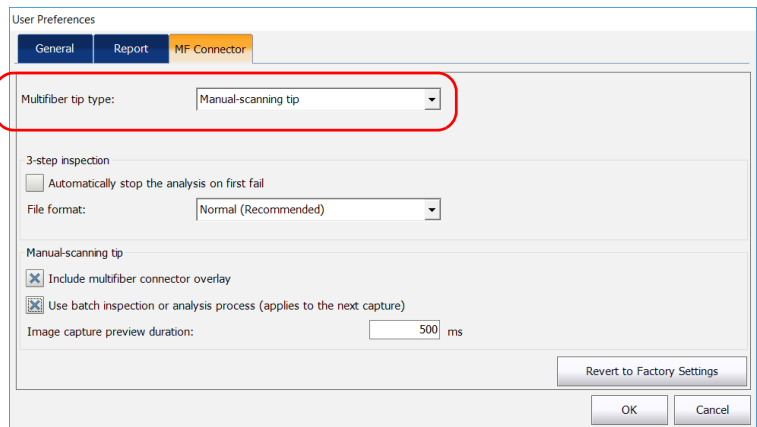 User Preferences
General Report MF Connector
Multifiber tip type: Manual-scanning tip
3-step inspection
Automatically stop the analysis on first fail
File format: Normal (Recommended)
Manual-scanning tip
Include multifiber connector overlay
Use batch inspection or analysis process (applies to the next capture)
Image capture preview duration: 500 ms
Revert to Factory Settings
OK Cancel